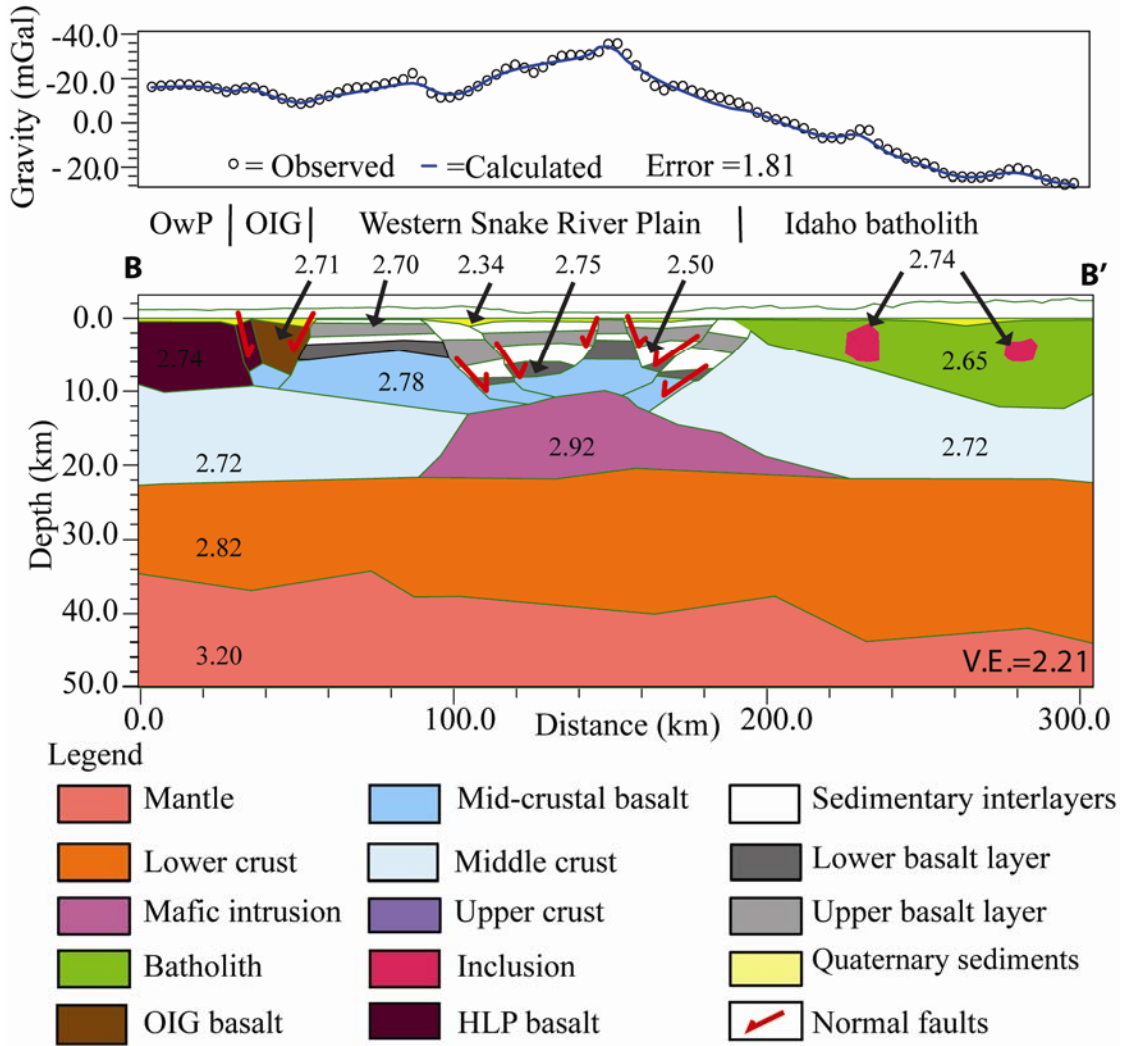 Gravity (mGal)
-40.0
-20.0
0.0
-20.0
= Observed
=Calculated
Error =1.81
OwP
OIG
Western Snake River Plain
Idaho batholith
B
2.71
2.70
2.34
2.75
2.50
2.74
B'
Depth (km)
0.0
10.0
20.0
30.0
40.0
50.0
2.74
2.78
2.65
2.72
2.92
2.72
2.82
3.20
V.E.=2.21
0.0
100.0
200.0
300.0
Distance (km)
Legend
Mantle
Mid-crustal basalt
Sedimentary interlayers
Lower crust
Middle crust
Lower basalt layer
Mafic intrusion
Upper crust
Upper basalt layer
Batholith
Inclusion
Quaternary sediments
OIG basalt
HLP basalt
Normal faults